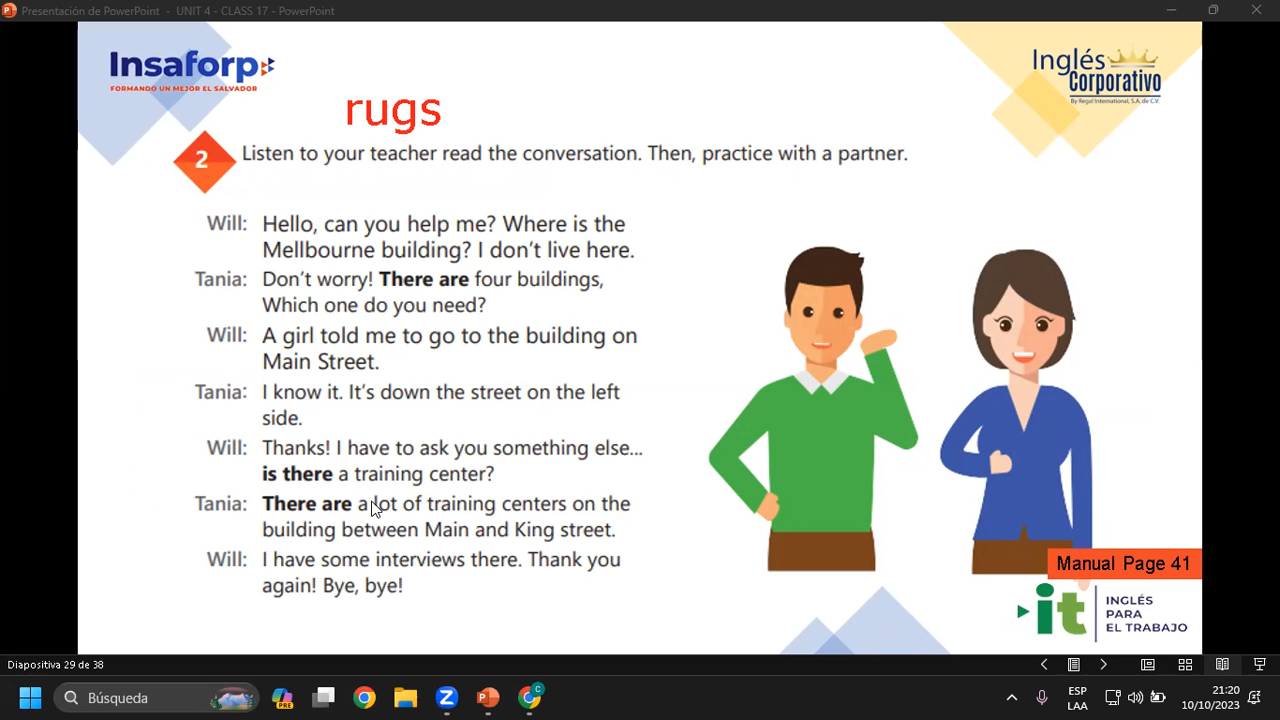 Presentación de PowerPoint - UNIT 4 - CLASS 17 - PowerPoint
Insaforp
FORMANDO UN MEJOR EL SALVADOR
Inglés
Corporativo
By Regal International, S.A. de C.V.
rugs
2 Listen to your teacher read the conversation. Then, practice with a partner.
Will: Hello, can you help me? Where is the
Mellbourne building? I don't live here.
Tania: Don't worry! There are four buildings,
Which one do you need?
Will: A girl told me to go to the building on
Main Street.
Tania: I know it. It's down the street on the left
side.
Will: Thanks! I have to ask you something else...
is there a training center?
Tania: There are a lot of training centers on the
building between Main and King street.
Will: I have some interviews there. Thank you
again! Bye, bye!
Manual Page 41
it
INGLÉS
PARA
EL TRABAJO
Diapositiva 29 de 38
Búsqueda
PRE
C
ESP
LAA
21:20
10/10/2023